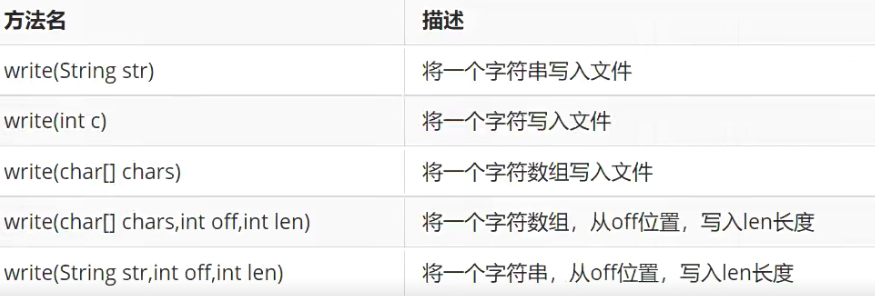 方法名 描述
write(String str) 将一个字符串写入文件
write(int c) 将一个字符写入文件
write(char[] chars) 将一个字符数组写入文件
write(char[] chars,int off,int len) 将一个字符数组，从off位置，写入len长度
write(String str,int off,int len) 将一个字符串，从off位置，写入len长度